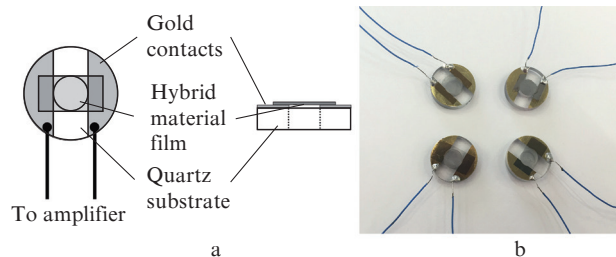 Gold
contacts
Hybrid
material
film
Quartz
substrate
To amplifier
a
b